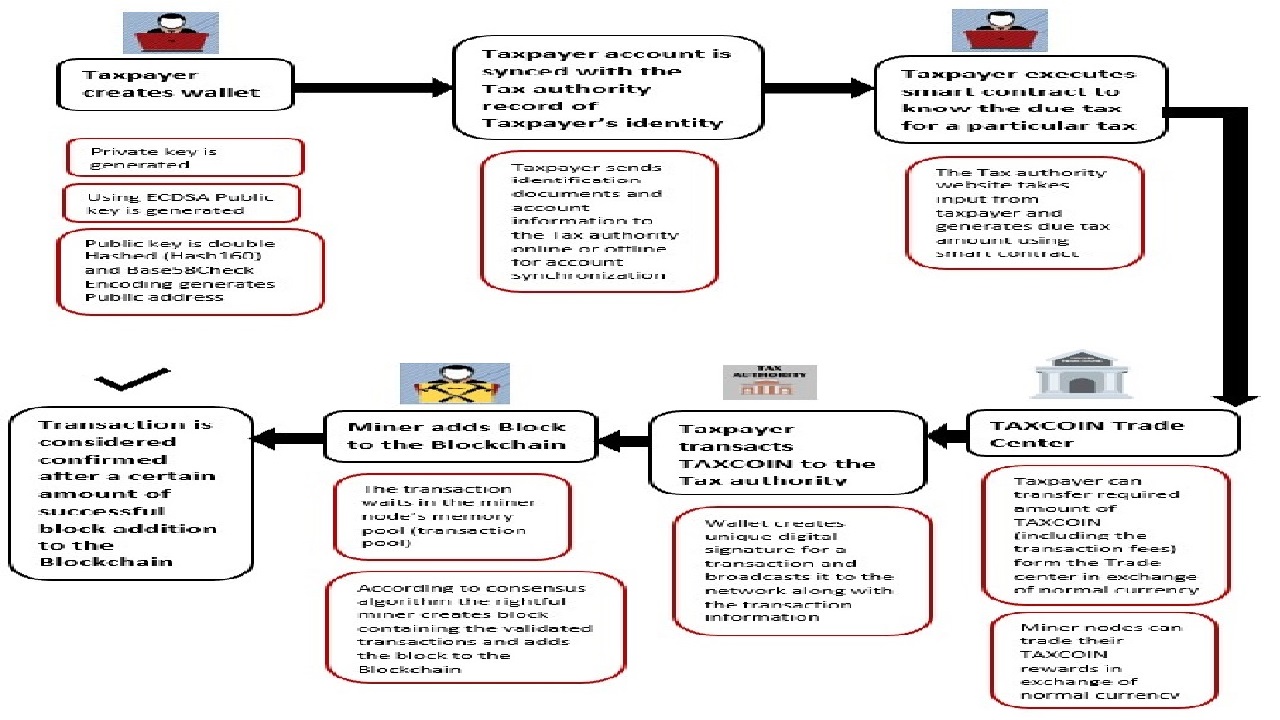 Taxpayer
creates wallet
Private key is
generated
Using ECDSA Public
key is generated
Public key is double
Hashed (Hash160)
and Base58Check
Encoding generates
Public address
Taxpayer account is
synced with the
Tax authority
record of
Taxpayer's identity
Taxpayer sends
identification
documents and
account
information to
the Tax authority
online or offline
for account
synchronization
Taxpayer executes
smart contract to
know the due tax
for a particular tax
The Tax authority
website takes
input from
taxpayer and
generates due tax
amount using
smart contract
TAXCOIN Trade
Center
Taxpayer can
transfer required
amount of
TAXCOIN
(including the
transaction fees)
form the Trade
center in exchange
of normal currency
Miner nodes can
trade their
TAXCOIN
rewards in
exchange of
normal currency
TAX
AUTHORITY
Taxpayer
transacts
TAXCOIN to the
Tax authority
Wallet creates
unique digital
signature for a
transaction and
broadcasts it to the
network along with
the transaction
information
Miner adds Block
to the Blockchain
The transaction
waits in the miner
node's memory
pool (transaction
pool)
According to consensus
algorithm the rightful
miner creates block
containing the validated
transactions and adds
the block to the
Blockchain
Transaction is
considered
confirmed
after a certain
amount of
successful
block addition
to the
Blockchain